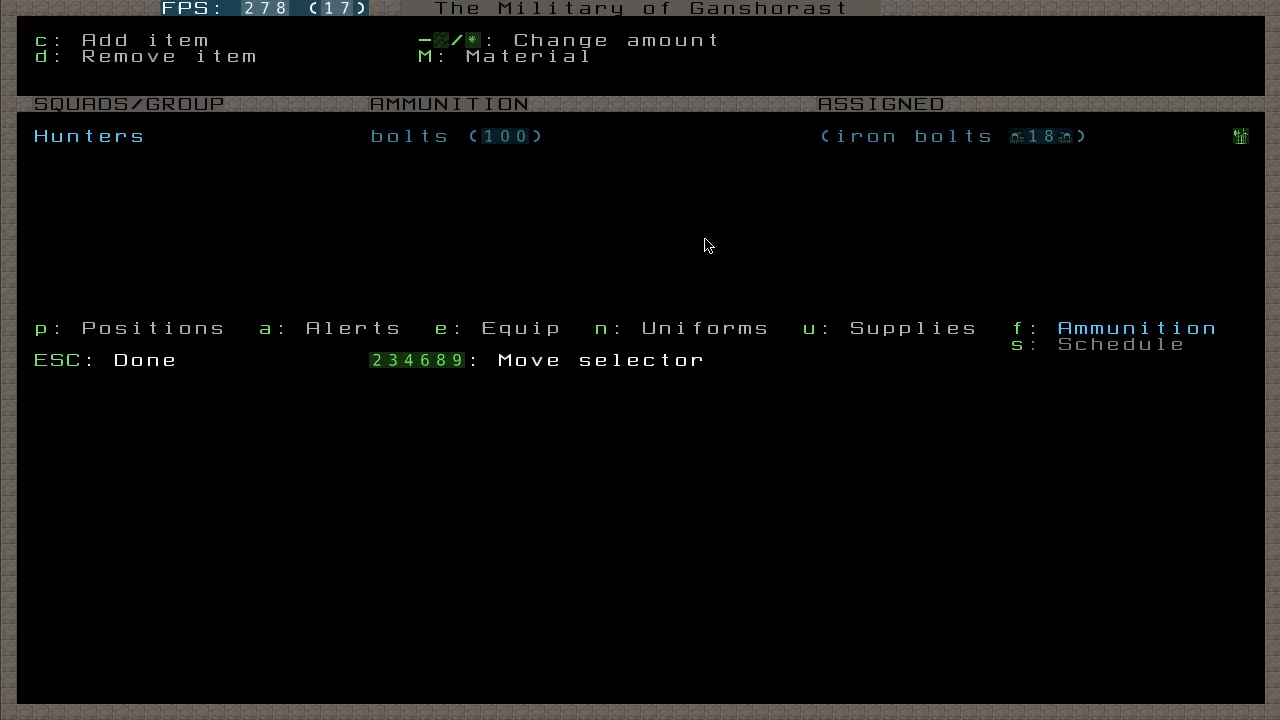 FPS: 278 (17) The Military of Ganshorast
c: Add item -/*: Change amount
d: Remove item M: Material
SQUADS/GROUP AMMUNITION ASSIGNED
Hunters bolts (100) (iron bolts [18])
p: Positions a: Alerts e: Equip n: Uniforms u: Supplies f: Ammunition
s: Schedule
ESC: Done 234689: Move selector